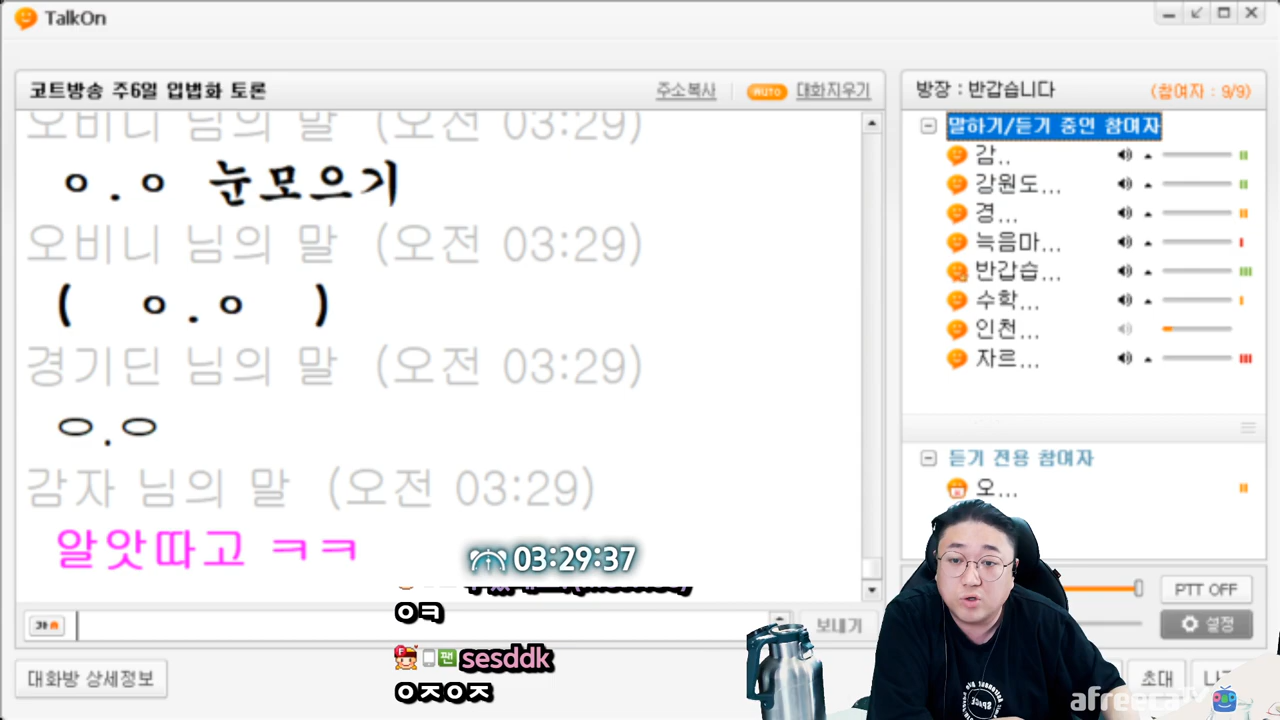 TalkOn
코트방송 주6일 입법화 토론
주소복사
AUTO
대화지우기
오비니 님의 말 (오전 03:29)
ㅇ.ㅇ 눈모으기
오비니 님의 말 (오전 03:29)
( ㅇ.ㅇ )
경기딘 님의 말 (오전 03:29)
ㅇ.ㅇ
감자 님의 말 (오전 03:29)
알앗따고 ㅋㅋ
03:29:37
ㅇㅋ
팬 sesddk
ㅇㅈㅇㅈ
보내기
대화방 상세정보
방장 : 반갑습니다
(참여자 : 9/9)
말하기/듣기 중인 참여자
감..
강원도...
경...
늑음마...
반갑습...
수학...
인천...
자르...
듣기 전용 참여자
오...
PTT OFF
설정
초대
afreecaTV